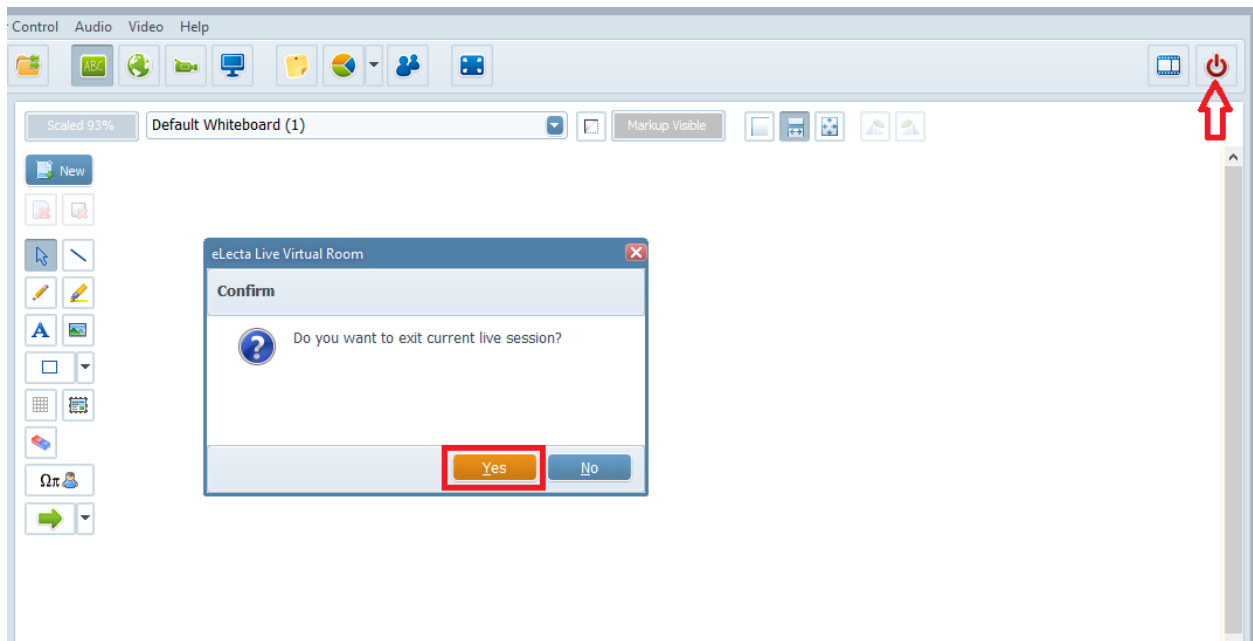 Control Audio Video Help
ABC
Scaled 93%
Default Whiteboard (1)
Markup Visible
New
eLecta Live Virtual Room
Confirm
Do you want to exit current live session?
Yes
No
A
Ωπ